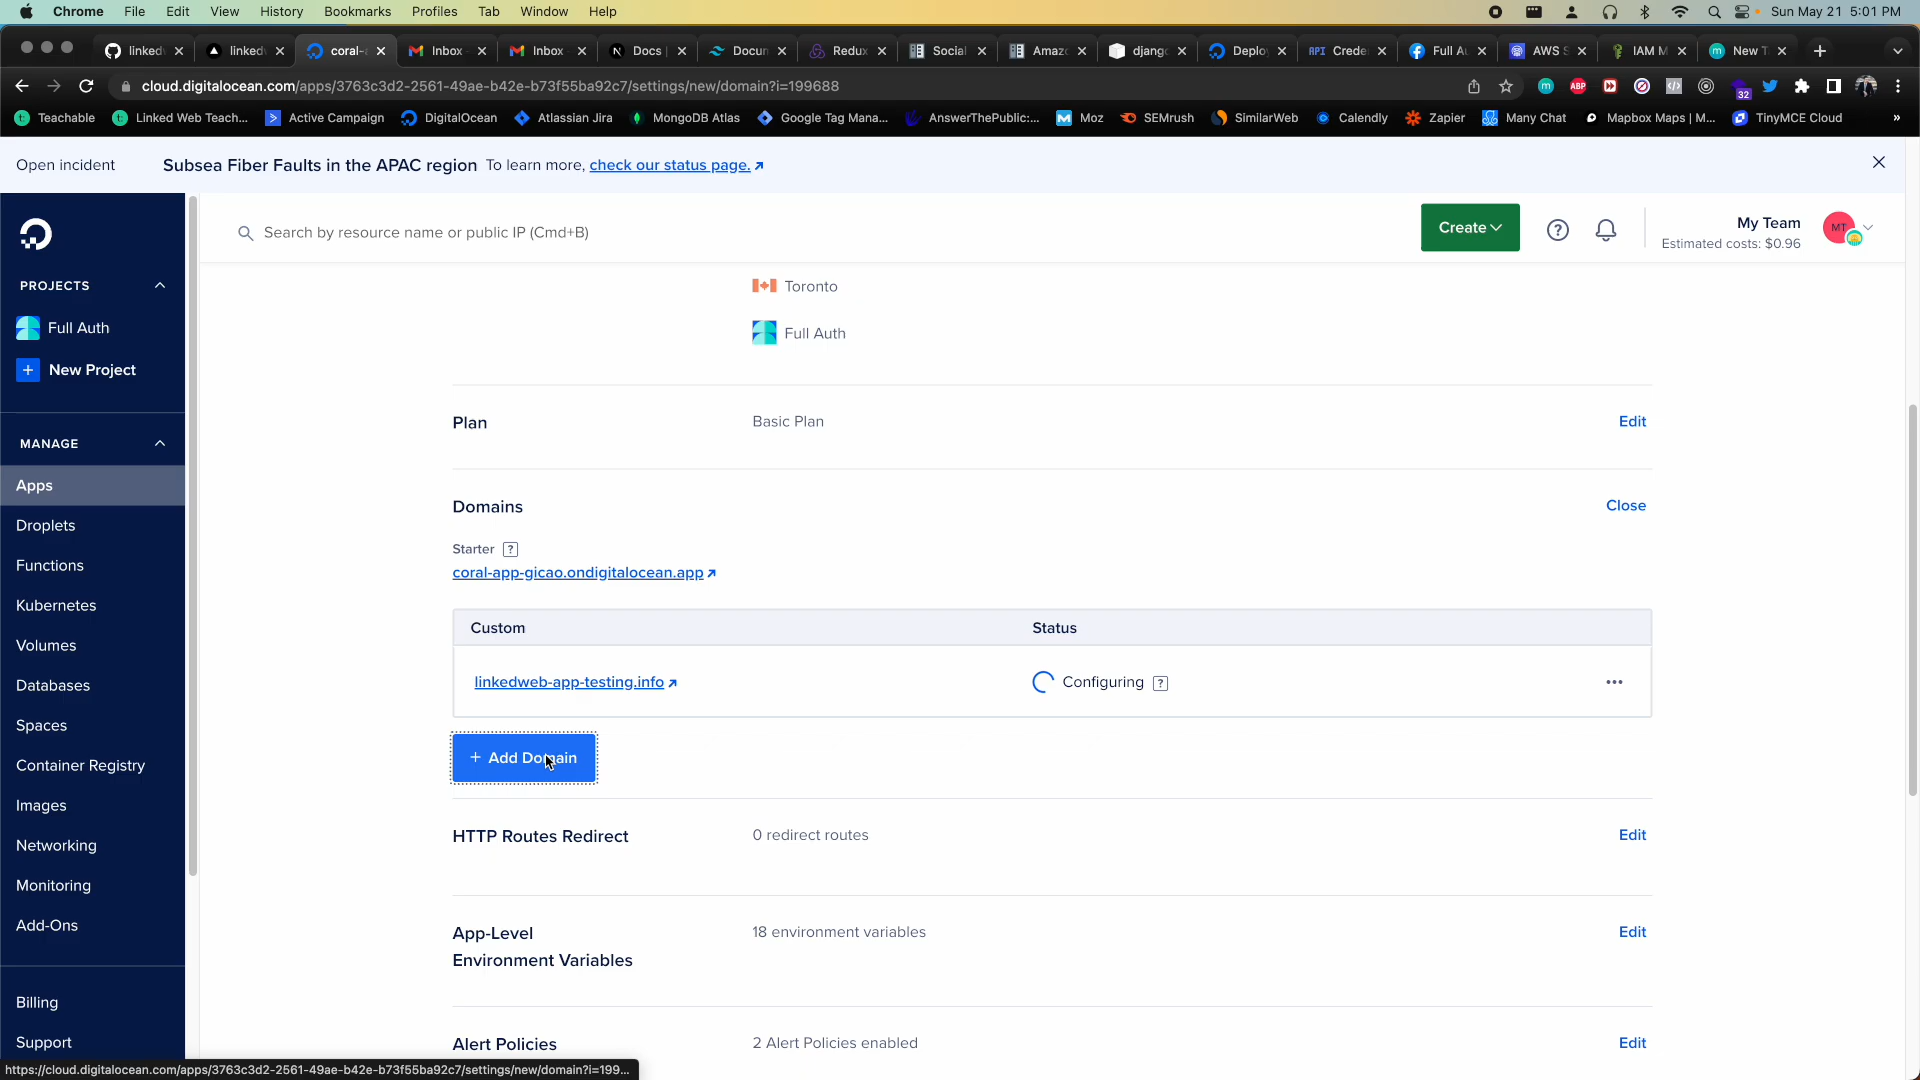 Chrome File Edit View History Bookmarks Profiles Tab Window Help Sun May 21 5:01 PM
linked linked coral- Inbox Inbox Docs Docun Redux Social Amaz djang Deploy API Crede Full A AWS S IAM M New T
cloud.digitalocean.com/apps/3763c3d2-2561-49ae-b42e-b73f55ba92c7/settings/new/domain?i=199688 ABP 32
Teachable Linked Web Teach... Active Campaign DigitalOcean Atlassian Jira MongoDB Atlas Google Tag Mana... AnswerThePublic:... Moz SEMrush SimilarWeb Calendly Zapier Many Chat Mapbox Maps | M... TinyMCE Cloud »
Open incident Subsea Fiber Faults in the APAC region To learn more, check our status page.
Search by resource name or public IP (Cmd+B)
Create
My Team
Estimated costs: $0.96
MT
PROJECTS
Full Auth
New Project
MANAGE
Apps
Droplets
Functions
Kubernetes
Volumes
Databases
Spaces
Container Registry
Images
Networking
Monitoring
Add-Ons
Billing
Support
Toronto
Full Auth
Plan Basic Plan Edit
Domains Close
Starter ?
coral-app-gicao.ondigitalocean.app
Custom Status
linkedweb-app-testing.info Configuring ?
+ Add Domain
HTTP Routes Redirect 0 redirect routes Edit
App-Level
Environment Variables 18 environment variables Edit
Alert Policies 2 Alert Policies enabled Edit
https://cloud.digitalocean.com/apps/3763c3d2-2561-49ae-b42e-b73f55ba92c7/settings/new/domain?i=199...